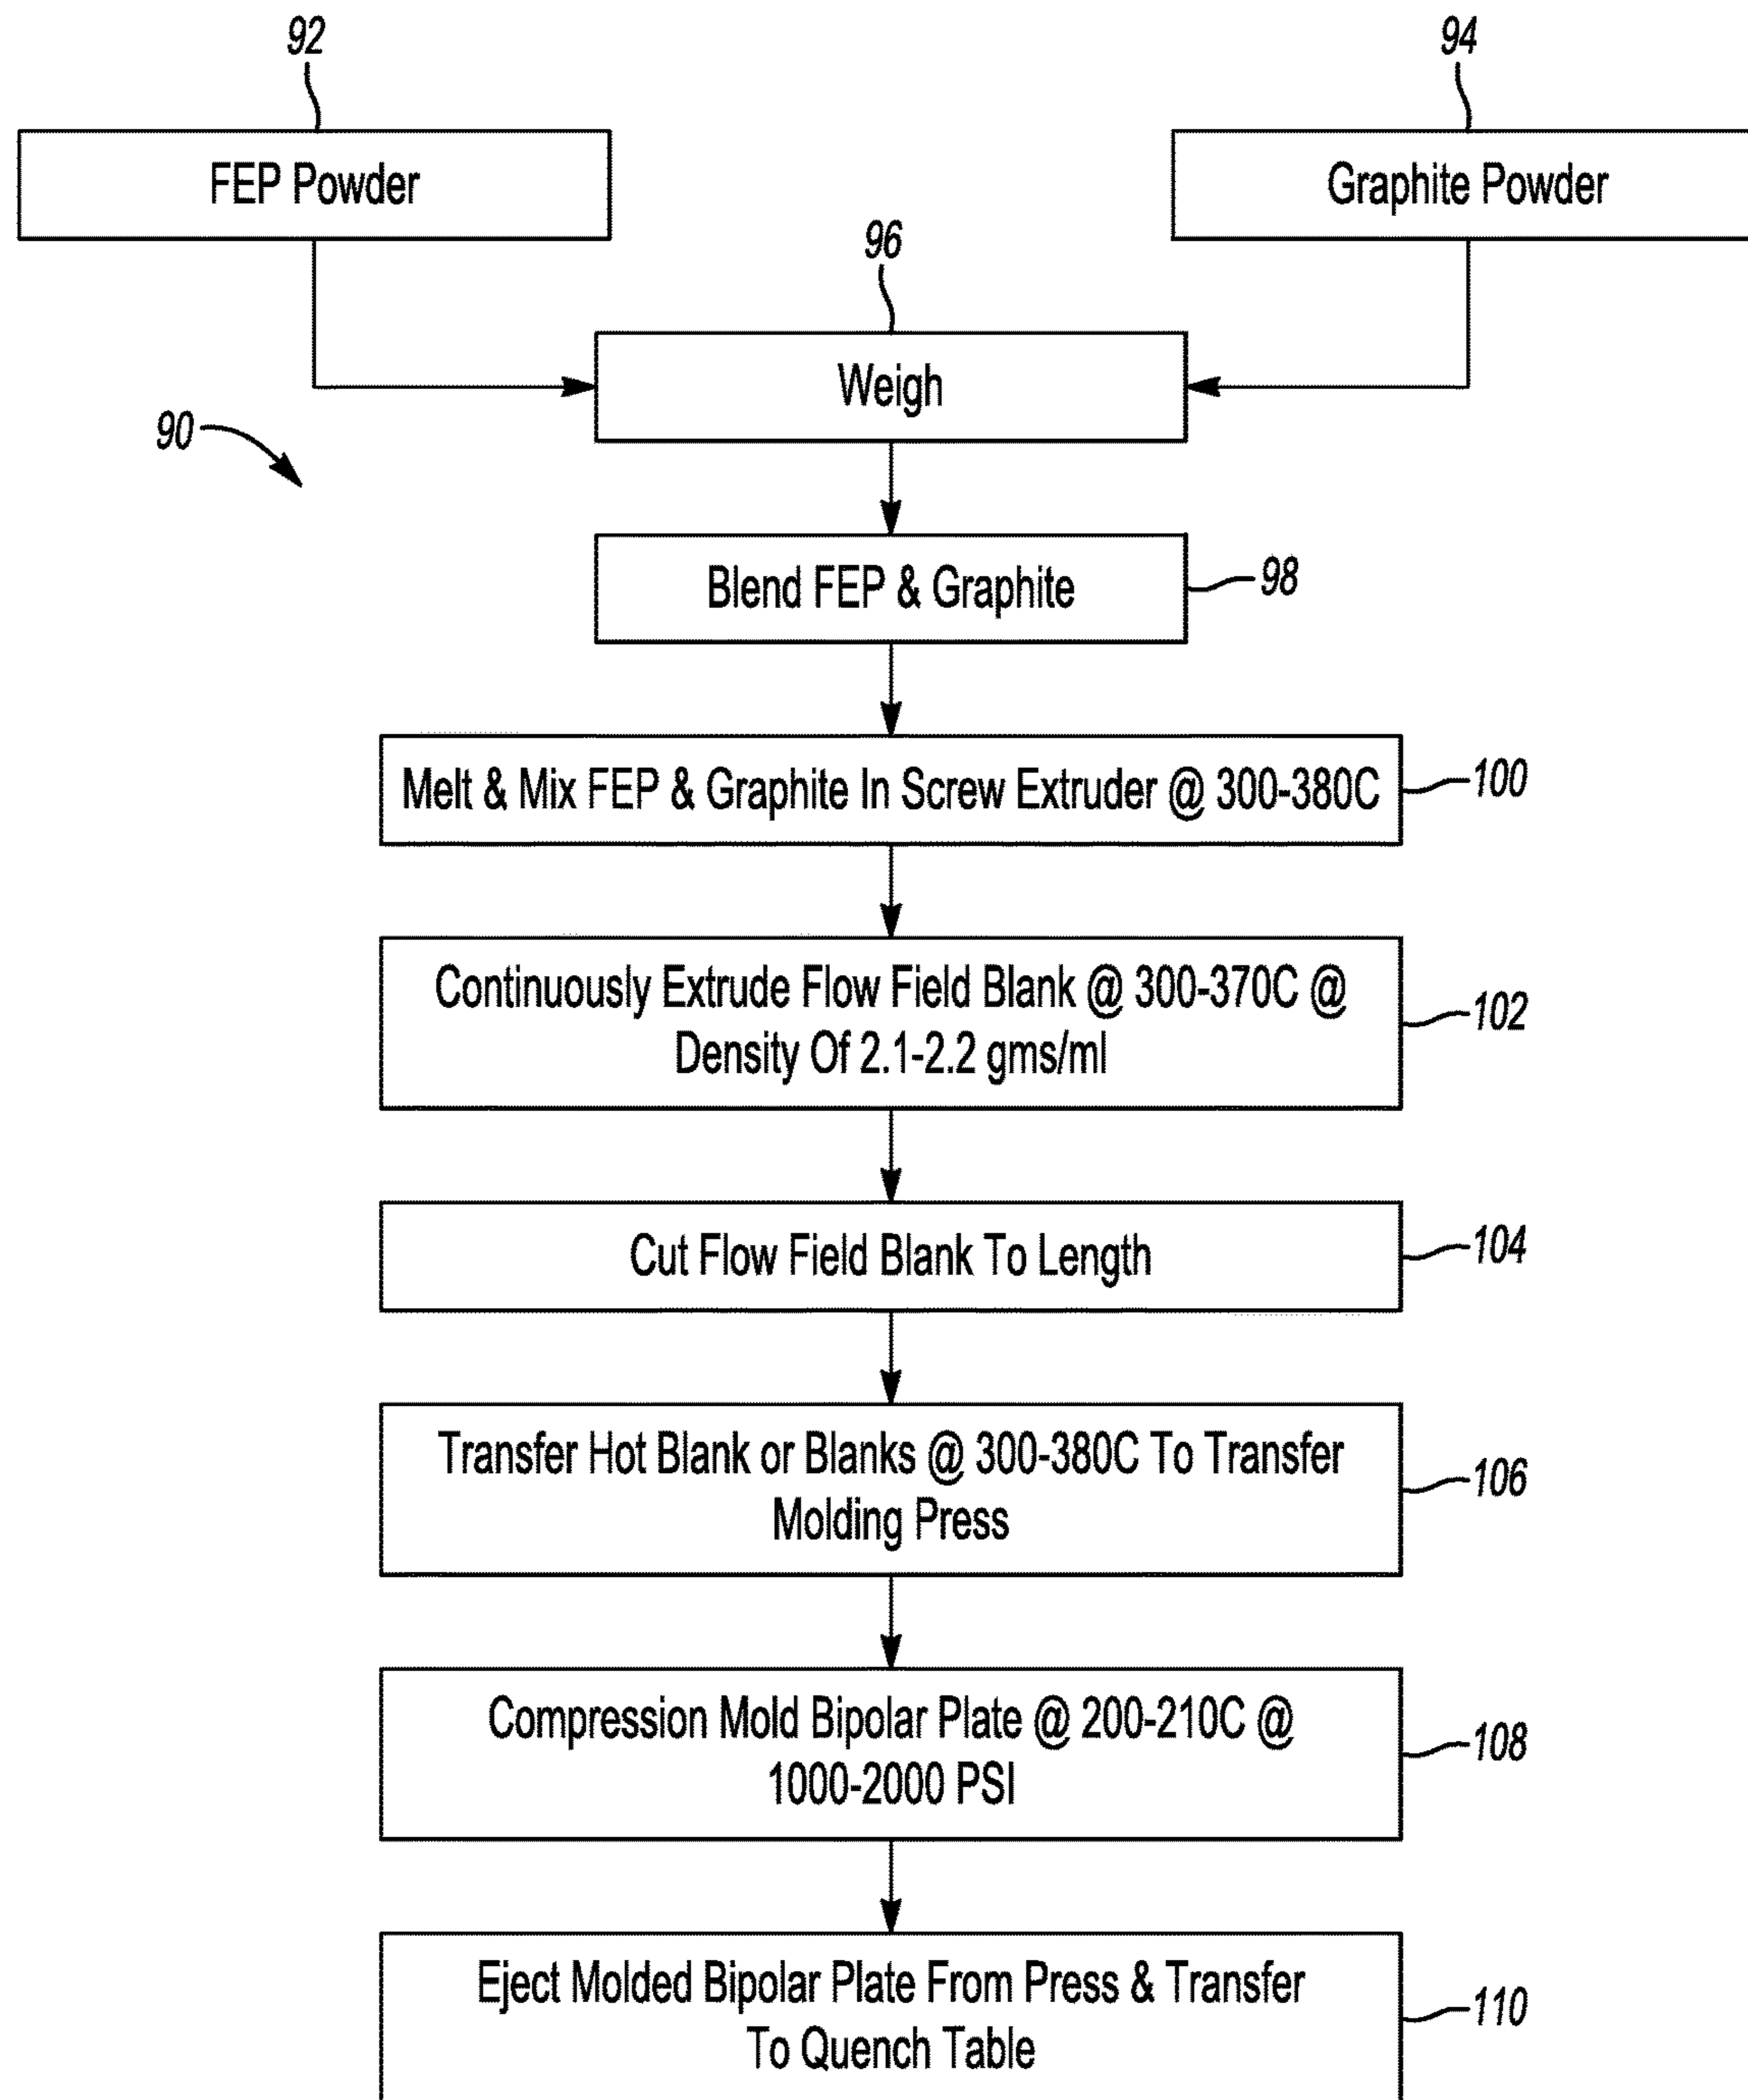 92
94
FEP Powder
Graphite Powder
96
Weigh
90
Blend FEP & Graphite
98
Melt & Mix FEP & Graphite In Screw Extruder @ 300-380C
100
Continuously Extrude Flow Field Blank @ 300-370C @
Density Of 2.1-2.2 gms/ml
102
Cut Flow Field Blank To Length
104
Transfer Hot Blank or Blanks @ 300-380C To Transfer
Molding Press
106
Compression Mold Bipolar Plate @ 200-210C @
1000-2000 PSI
108
Eject Molded Bipolar Plate From Press & Transfer
To Quench Table
110